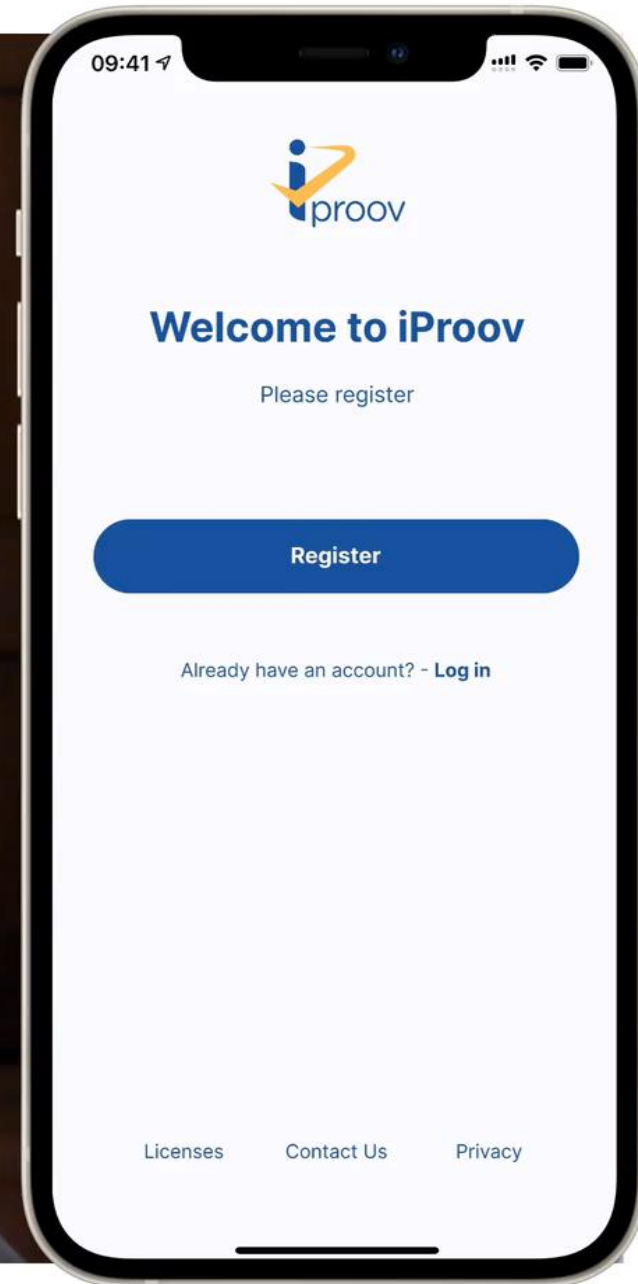 09:41
iproov
Welcome to iProov
Please register
Register
Already have an account? - Log in
Licenses Contact Us Privacy